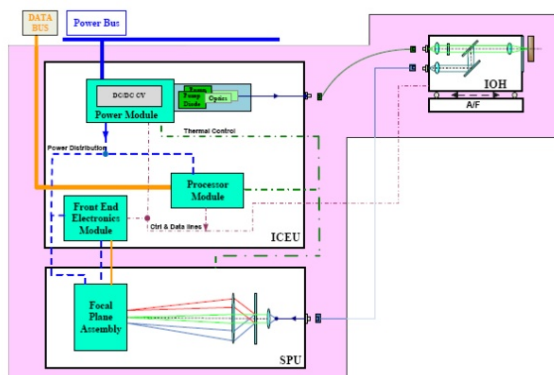 DATA
BUS
Power Bus
DC/DC CV
Power Module
Pump
Diode
Optics
IOH
A/F
Thermal Control
Power Distribution
Processor
Module
Front End
Electronics
Module
Ctrl & Data lines
ICEU
Focal
Plane
Assembly
SPU